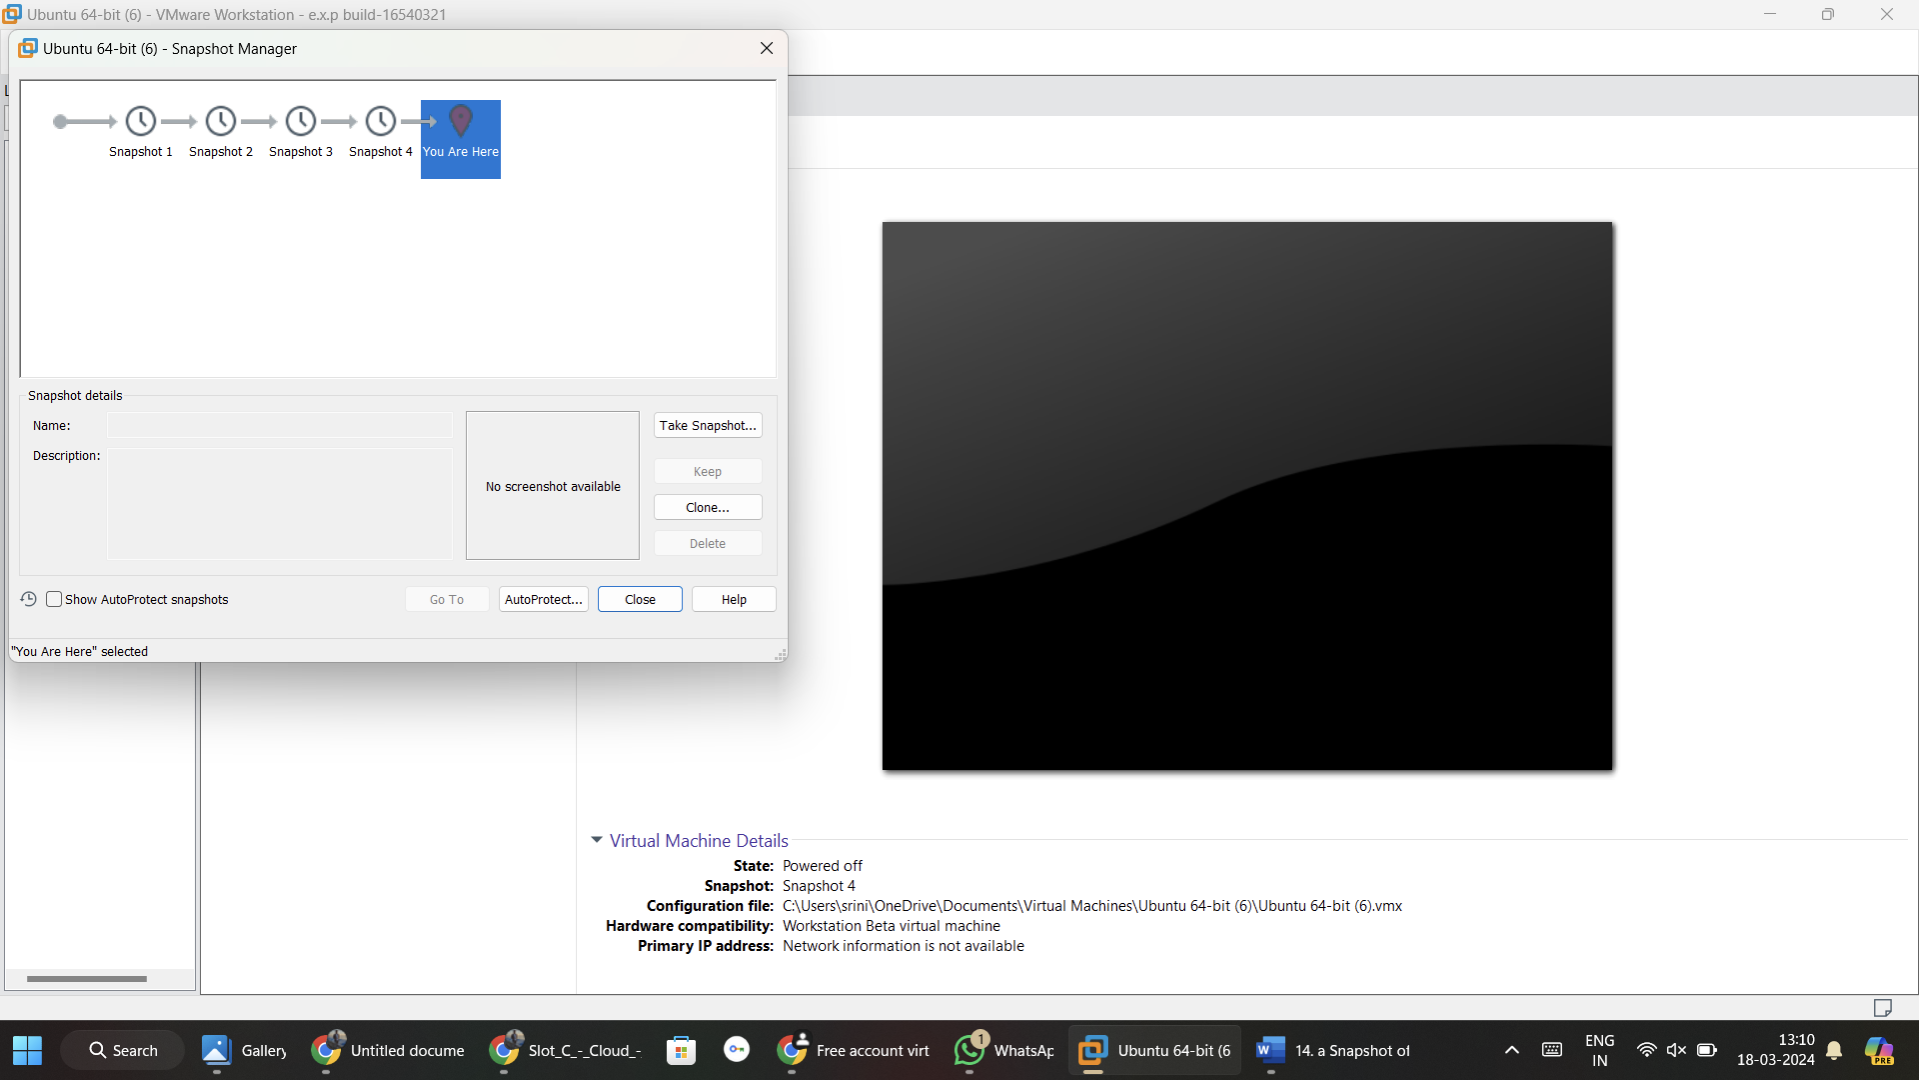 Ubuntu 64-bit (6) - VMware Workstation - e.x.p build-16540321
Ubuntu 64-bit (6) - Snapshot Manager
Snapshot 1
Snapshot 2
Snapshot 3
Snapshot 4
You Are Here
Snapshot details
Name:
Description:
No screenshot available
Take Snapshot...
Keep
Clone...
Delete
Show AutoProtect snapshots
Go To
AutoProtect...
Close
Help
"You Are Here" selected
Virtual Machine Details
State: Powered off
Snapshot: Snapshot 4
Configuration file: C:\Users\srini\OneDrive\Documents\Virtual Machines\Ubuntu 64-bit (6)\Ubuntu 64-bit (6).vmx
Hardware compatibility: Workstation Beta virtual machine
Primary IP address: Network information is not available
Search
Gallery
Untitled docume
Slot_C_-_Cloud_-
Free account virt
1
WhatsAp
Ubuntu 64-bit (6
14. a Snapshot of
ENG
IN
13:10
18-03-2024
PRE